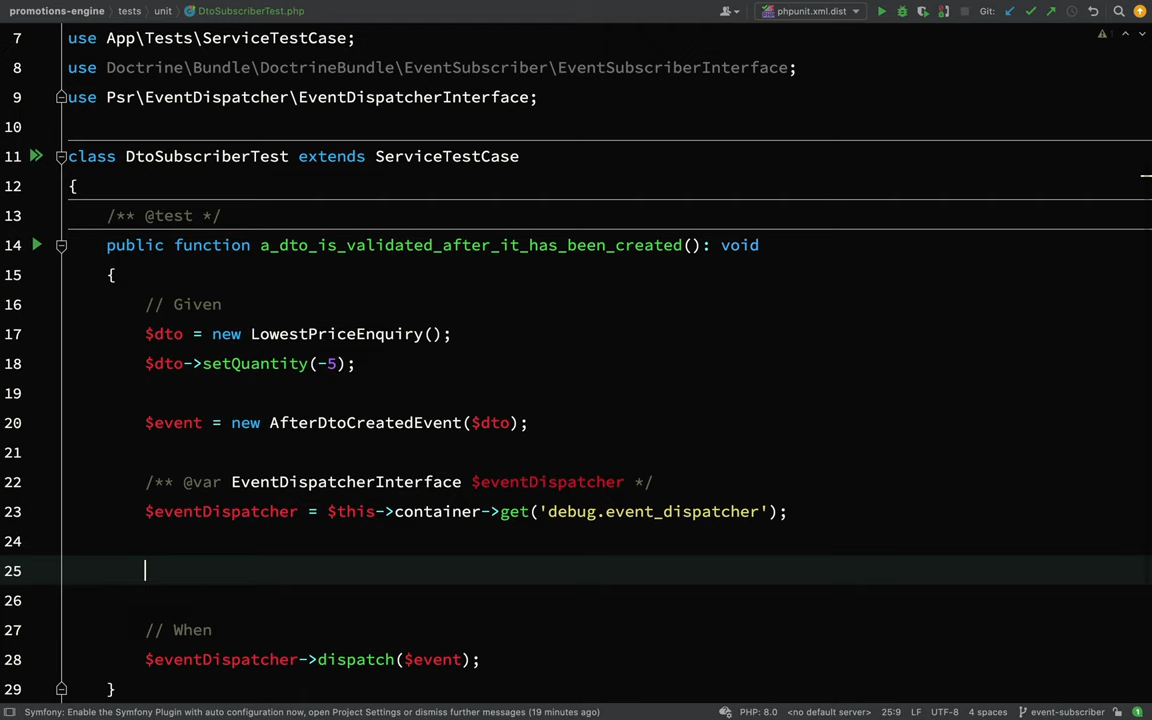 promotions-engine › tests › unit › DtoSubscriberTest.php
phpunit.xml.dist
Git:
7 use App\Tests\ServiceTestCase;
8 use Doctrine\Bundle\DoctrineBundle\EventSubscriber\EventSubscriberInterface;
9 use Psr\EventDispatcher\EventDispatcherInterface;
10
11 class DtoSubscriberTest extends ServiceTestCase
12 {
13 /** @test */
14 public function a_dto_is_validated_after_it_has_been_created(): void
15 {
16 // Given
17 $dto = new LowestPriceEnquiry();
18 $dto->setQuantity(-5);
19
20 $event = new AfterDtoCreatedEvent($dto);
21
22 /** @var EventDispatcherInterface $eventDispatcher */
23 $eventDispatcher = $this->container->get('debug.event_dispatcher');
24
25
26
27 // When
28 $eventDispatcher->dispatch($event);
29 }
Symfony: Enable the Symfony Plugin with auto configuration now, open Project Settings or dismiss further messages (19 minutes ago)
PHP: 8.0 <no default server> 25:9 LF UTF-8 4 spaces event-subscriber 1